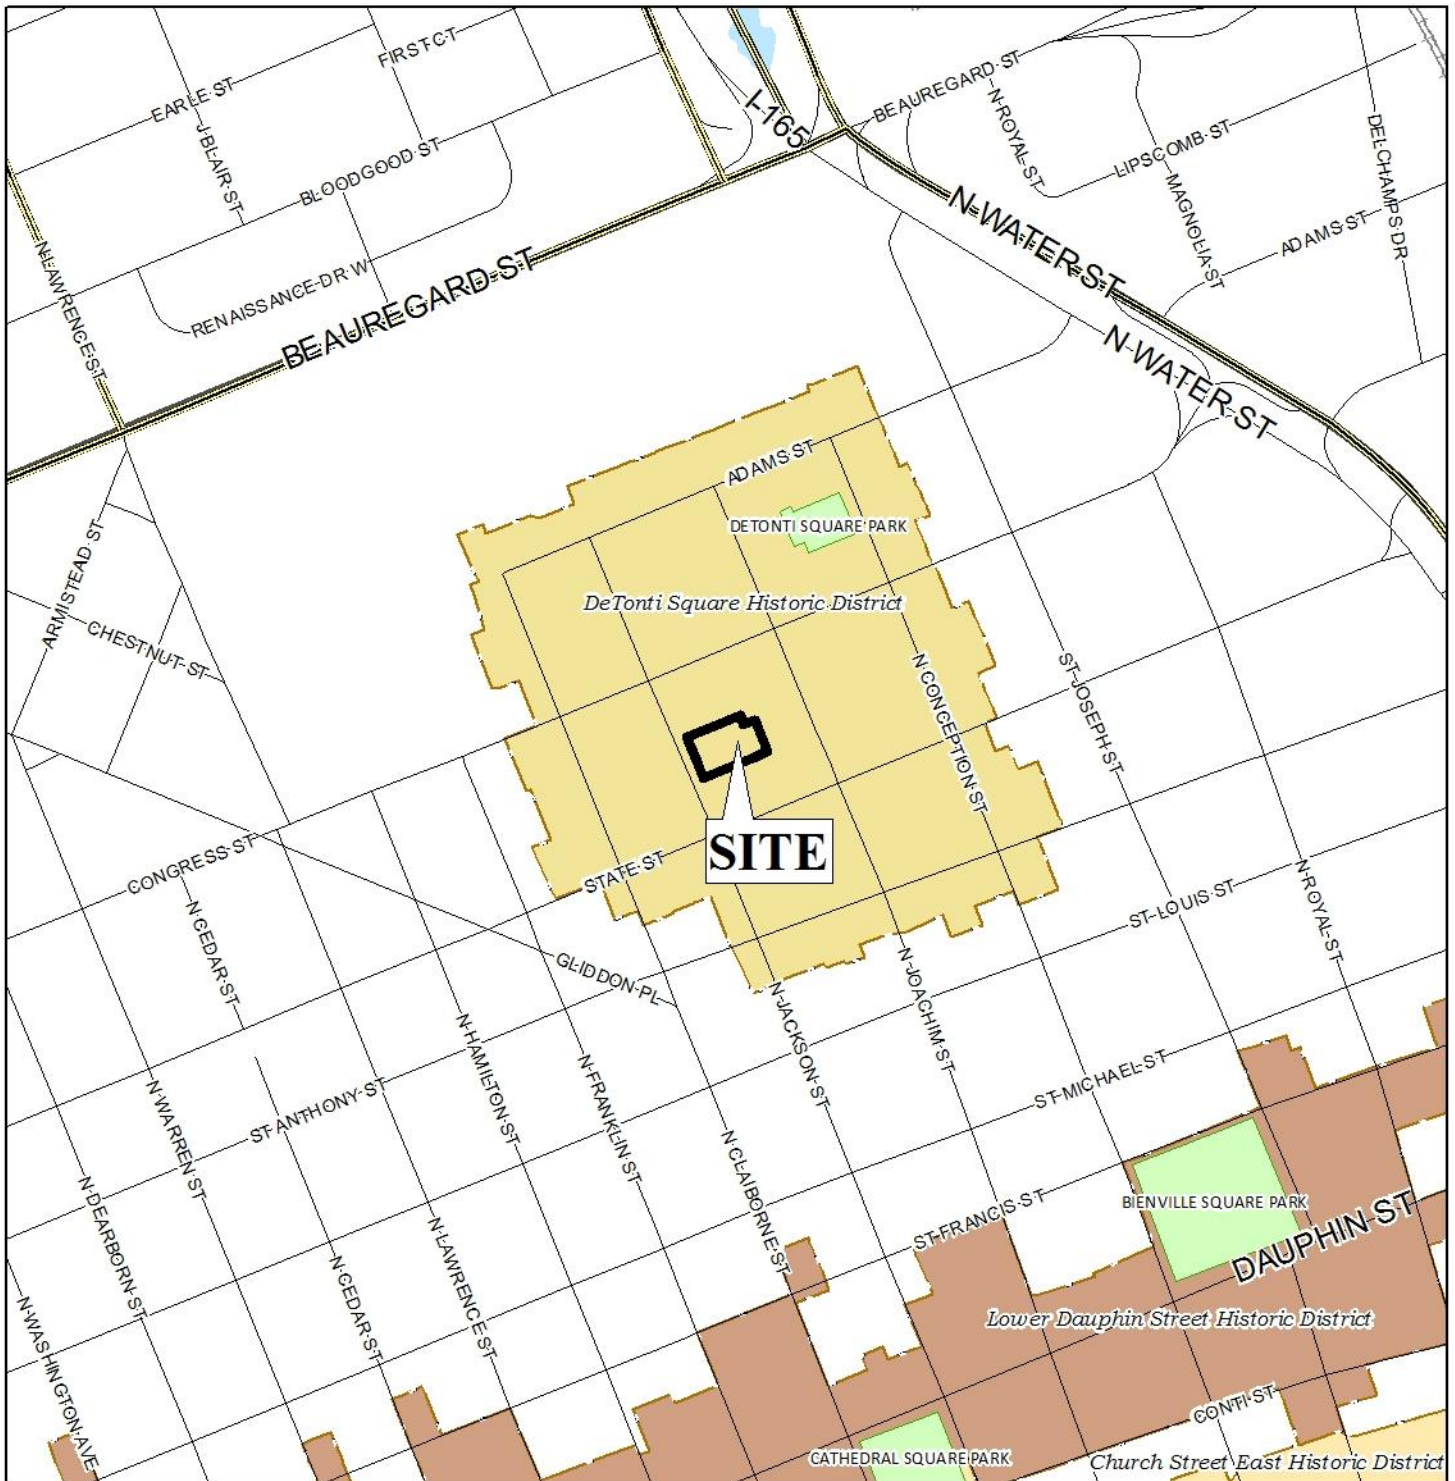 FIRST CT
EARLE ST
J BLAIR ST
BLOODGOOD ST
I-165
BEAUREGARD ST
N ROYAL ST
LIPSCOMB ST
DELCHAMPS DR
MAGNOLIA ST
ADAMS ST
N WATER ST
N LAWRENCE ST
RENAISSANCE DR W
BEAUREGARD ST
N WATER ST
ADAMS ST
DETONTI SQUARE PARK
DeTonti Square Historic District
ARMISTEAD ST
CHESTNUT ST
N CONCEPTION ST
ST JOSEPH ST
SITE
STATE ST
CONGRESS ST
N CEDAR ST
GLIDDON PL
ST LOUIS ST
N ROYAL ST
N JOACHIM ST
N JACKSON ST
N HAMILTON ST
N FRANKLIN ST
ST MICHAEL ST
ST ANTHONY ST
N WARREN ST
N CLAIBORNE ST
N DEARBORN ST
ST FRANCIS ST
BIENVILLE SQUARE PARK
DAUPHIN ST
N CEDAR ST
N LAWRENCE ST
N WASHINGTON AVE
Lower Dauphin Street Historic District
CONTI ST
CATHEDRAL SQUARE PARK
Church Street East Historic District